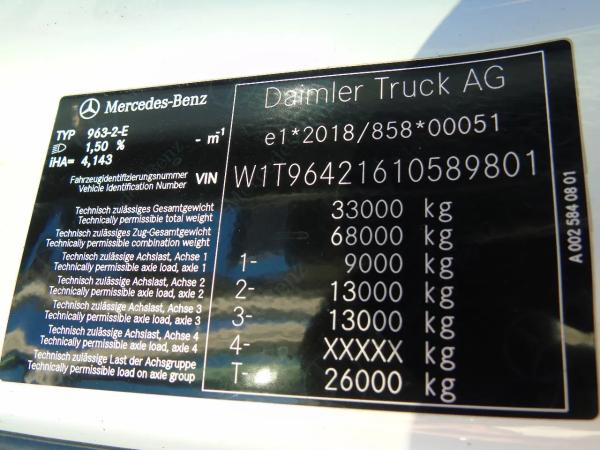 Mercedes-Benz
TYP 963-2-E
1,50 % - m⁻¹
iHA= 4,143
Fahrzeugidentifizierungsnummer
Vehicle Identification Number VIN
Daimler Truck AG
e1*2018/858*00051
W1T96421610589801
Technisch zulässiges Gesamtgewicht
Technically permissible total weight 33000 kg
Technisch zulässiges Zug-Gesamtgewicht
Technically permissible combination weight 68000 kg
Technisch zulässige Achslast, Achse 1
Technically permissible axle load, axle 1 1- 9000 kg
Technisch zulässige Achslast, Achse 2
Technically permissible axle load, axle 2 2- 13000 kg
Technisch zulässige Achslast, Achse 3
Technically permissible axle load, axle 3 3- 13000 kg
Technisch zulässige Achslast, Achse 4
Technically permissible axle load, axle 4 4- XXXXX kg
Technisch zulässige Last der Achsgruppe
Technically permissible load on axle group T- 26000 kg
A 002 584 08 01